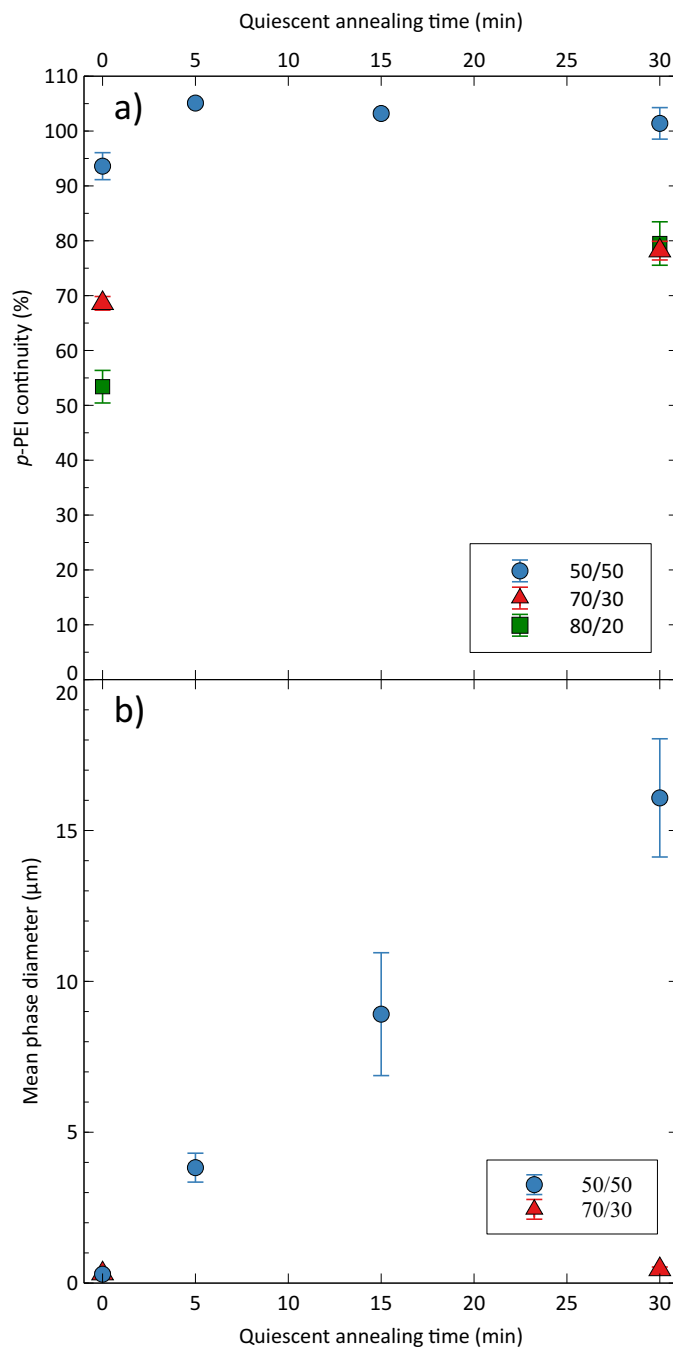 Quiescent annealing time (min)
0 5 10 15 20 25 30
a)
110
100
90
80
70
60
50
40
30
20
10
0
p-PEI continuity (%)
50/50
70/30
80/20
b)
20
15
10
5
0
Mean phase diameter (µm)
50/50
70/30
0 5 10 15 20 25 30
Quiescent annealing time (min)